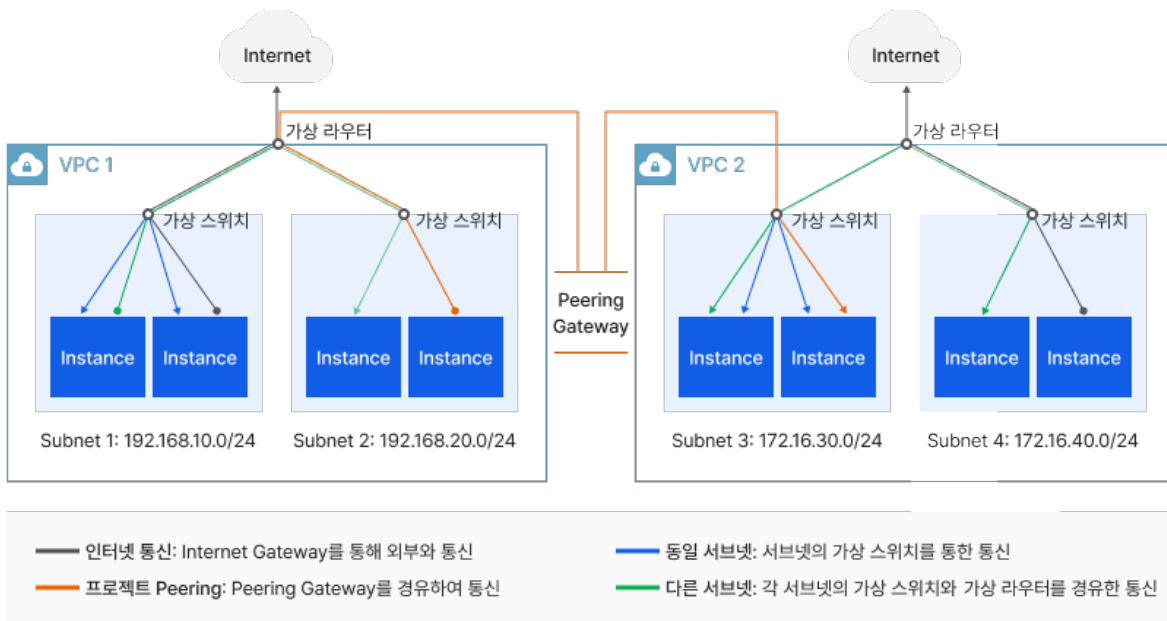 Internet
Internet
가상 라우터
가상 라우터
VPC 1
VPC 2
가상 스위치
가상 스위치
가상 스위치
가상 스위치
Peering
Gateway
Instance
Instance
Instance
Instance
Instance
Instance
Instance
Instance
Subnet 1: 192.168.10.0/24
Subnet 2: 192.168.20.0/24
Subnet 3: 172.16.30.0/24
Subnet 4: 172.16.40.0/24
인터넷 통신: Internet Gateway를 통해 외부와 통신
동일 서브넷: 서브넷의 가상 스위치를 통한 통신
프로젝트 Peering: Peering Gateway를 경유하여 통신
다른 서브넷: 각 서브넷의 가상 스위치와 가상 라우터를 경유한 통신